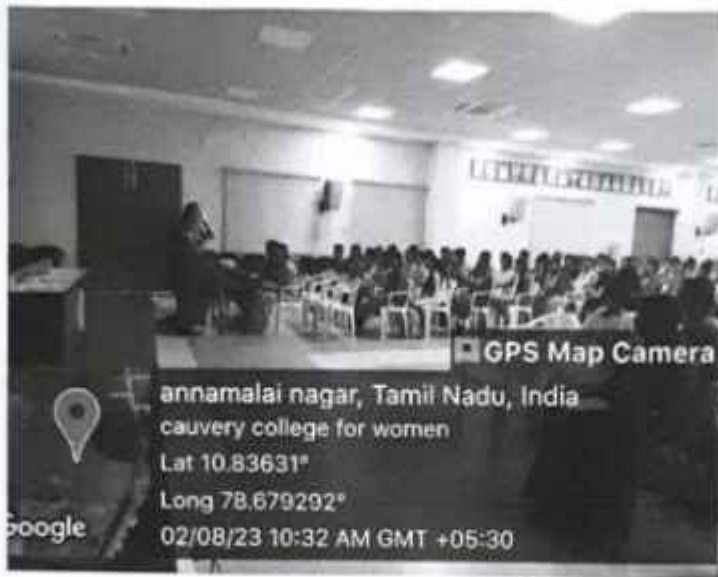 GPS Map Camera
annamalai nagar, Tamil Nadu, India
cauvery college for women
Lat 10.83631°
Long 78.679292°
02/08/23 10:32 AM GMT +05:30
Google